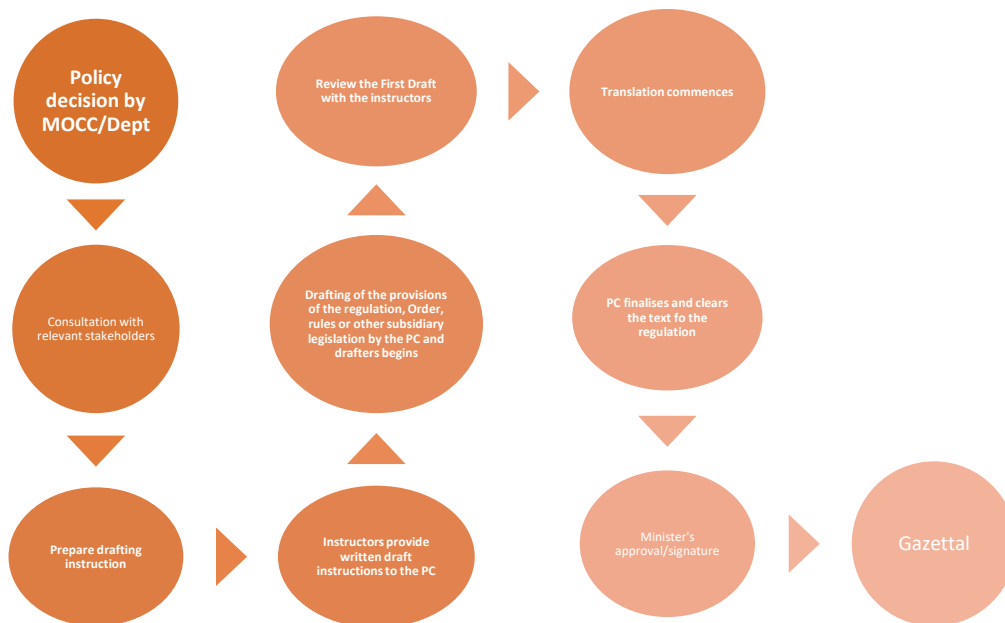 Policy
decision by
MOCC/Dept
Consultation with
relevant stakeholders
Prepare drafting
instruction
Instructors provide
written draft
instructions to the PC
Drafting of the provisions
of the regulation, Order,
rules or other subsidiary
legislation by the PC and
drafters begins
Review the First Draft
with the instructors
Translation commences
PC finalises and clears
the text fo the
regulation
Minister's
approval/signature
Gazettal